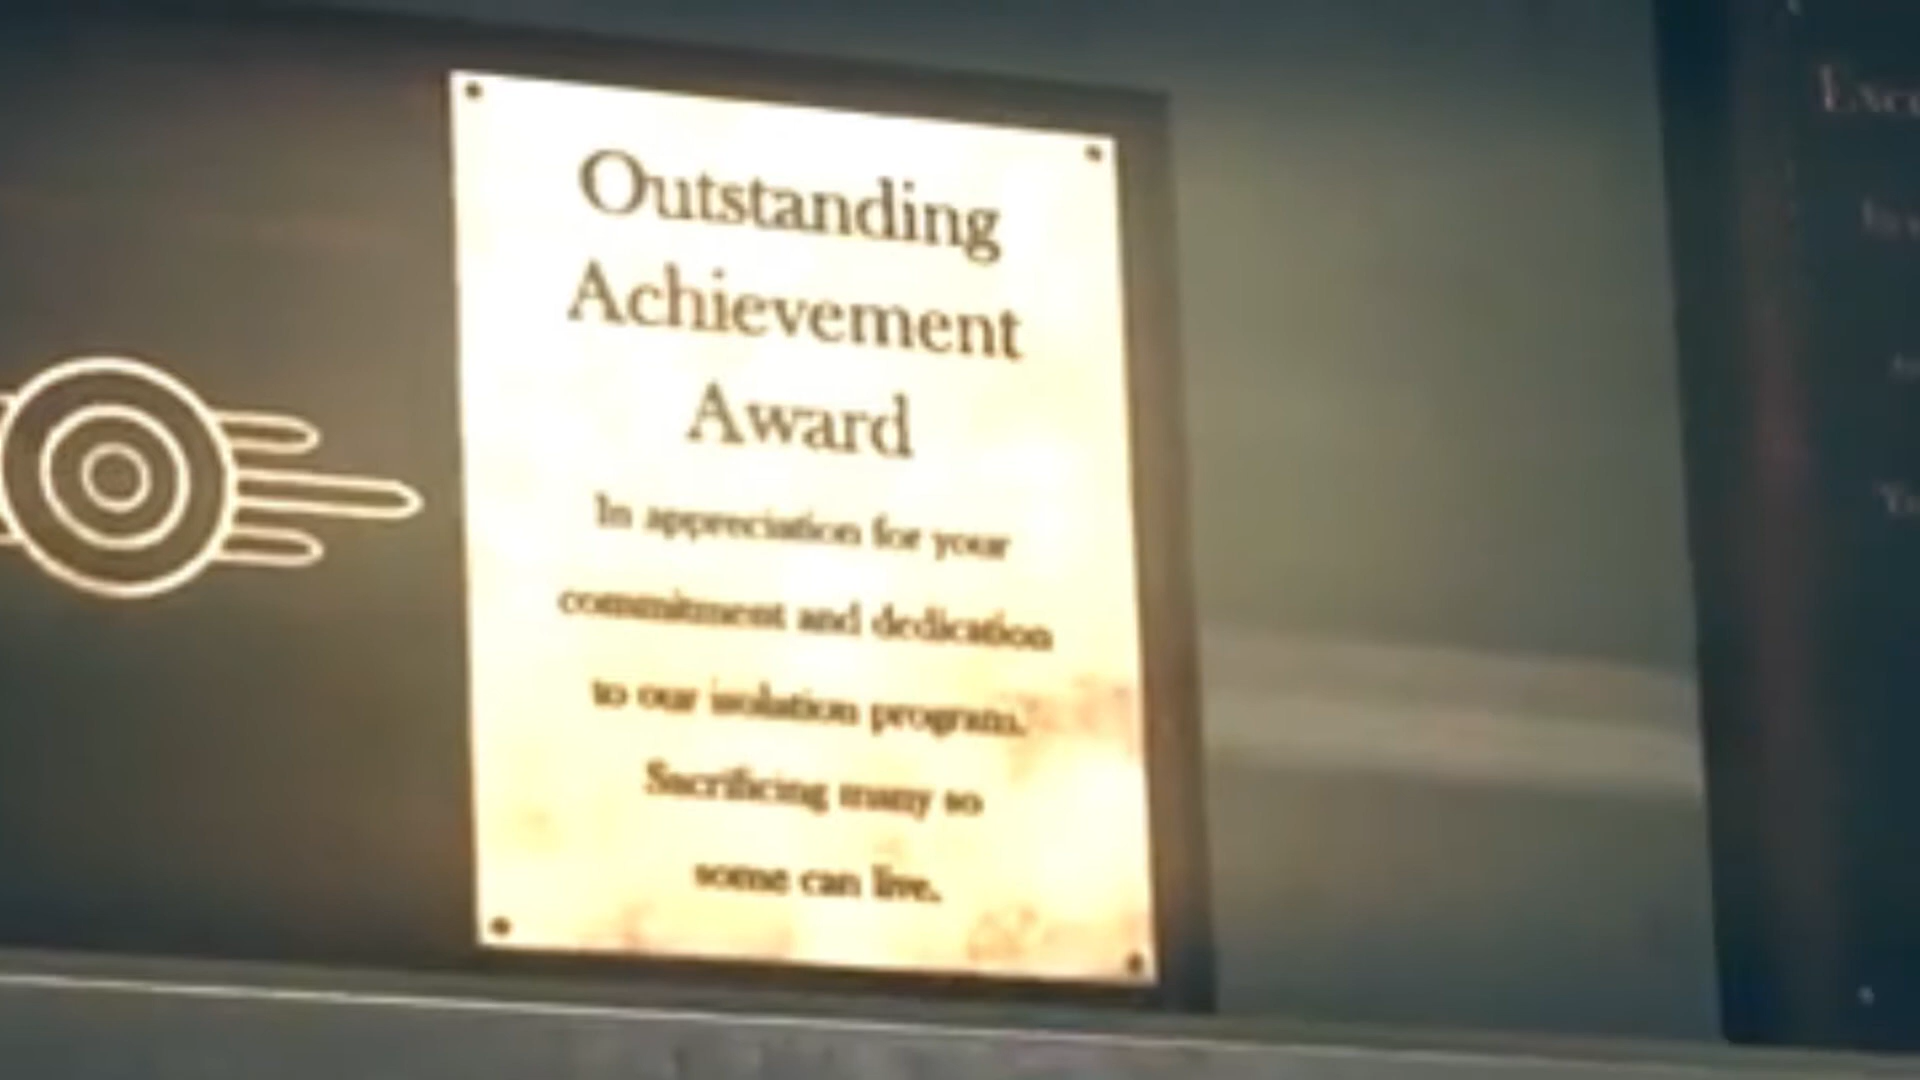 Outstanding
Achievement
Award
In appreciation for your
commitment and dedication
to our isolation program.
Sacrificing many so
some can live.